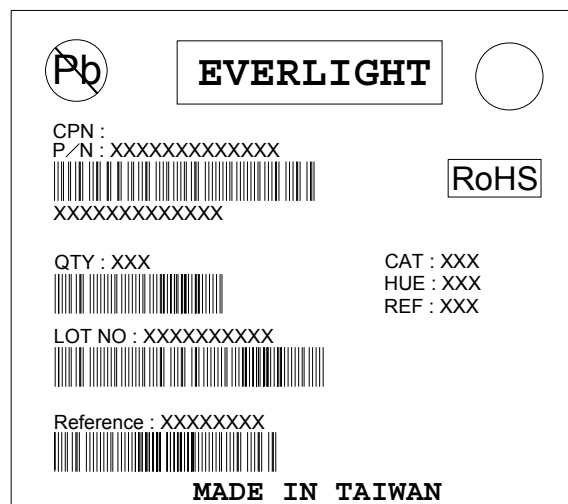 Pb
EVERLIGHT
CPN :
P/N : XXXXXXXXXXXXX
RoHS
XXXXXXXXXXXXX
QTY : XXX
CAT : XXX
HUE : XXX
REF : XXX
LOT NO : XXXXXXXXXX
Reference : XXXXXXXX
MADE IN TAIWAN